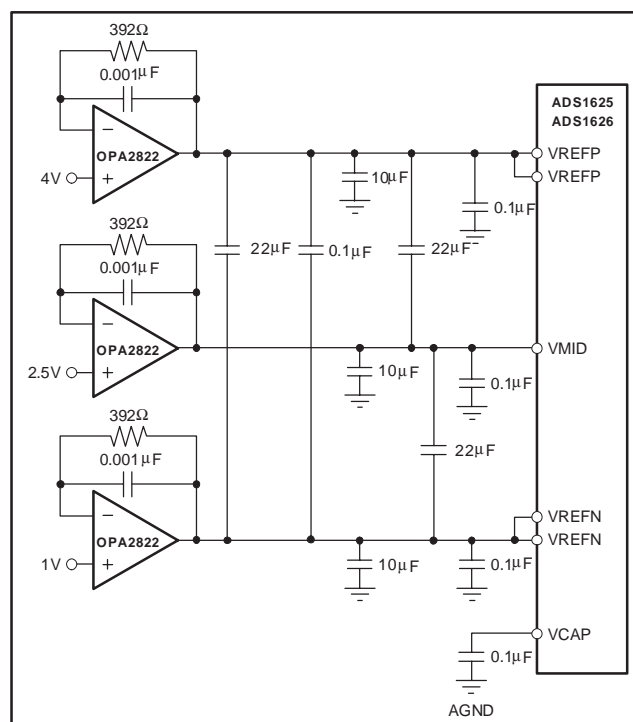 392Ω
0.001μF
OPA2822
4V
ADS1625
ADS1626
VREFP
VREFP
10μF
0.1μF
392Ω
0.001μF
22μF
0.1μF
22μF
OPA2822
2.5V
VMID
10μF
0.1μF
392Ω
0.001μF
22μF
OPA2822
1V
VREFN
VREFN
10μF
0.1μF
VCAP
0.1μF
AGND